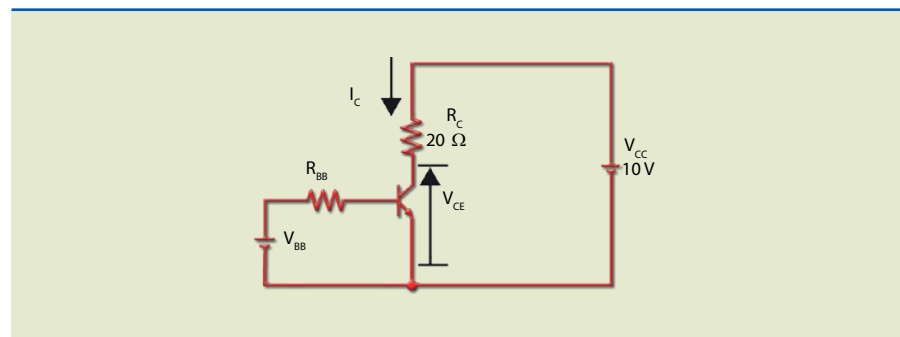 I_C
R_C
20 Ω
V_CC
10 V
R_BB
V_CE
V_BB